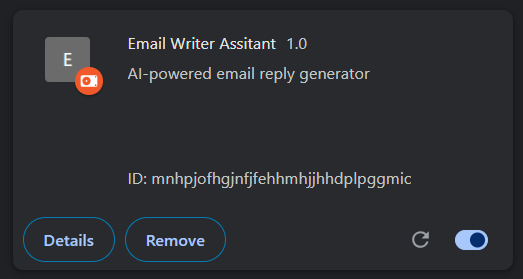 E
Email Writer Assitant 1.0
AI-powered email reply generator
ID: mnhpjofhgjnfjfehhmhjjhhdplpggmic
Details
Remove